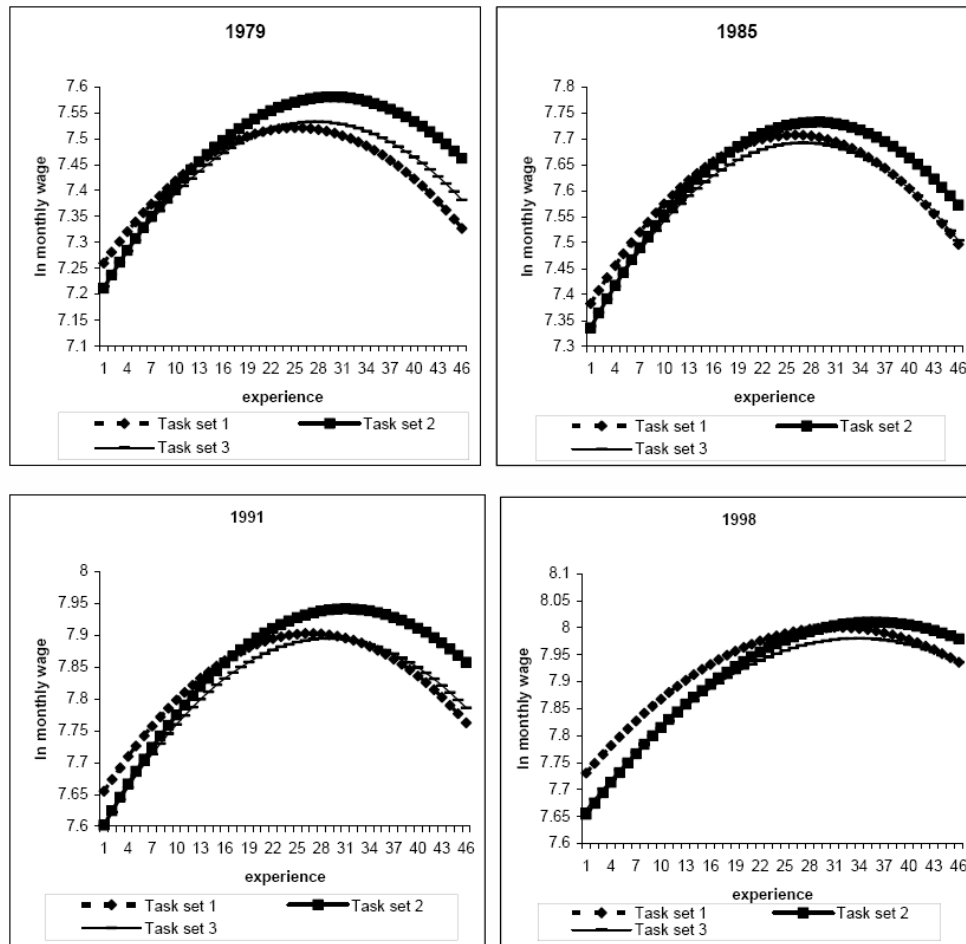 1979
ln monthly wage
7.6
7.55
7.5
7.45
7.4
7.35
7.3
7.25
7.2
7.15
7.1
1 4 7 10 13 16 19 22 25 28 31 34 37 40 43 46
experience
Task set 1 Task set 2
Task set 3
1985
ln monthly wage
7.8
7.75
7.7
7.65
7.6
7.55
7.5
7.45
7.4
7.35
7.3
1 4 7 10 13 16 19 22 25 28 31 34 37 40 43 46
experience
Task set 1 Task set 2
Task set 3
1991
ln monthly wage
8
7.95
7.9
7.85
7.8
7.75
7.7
7.65
7.6
1 4 7 10 13 16 19 22 25 28 31 34 37 40 43 46
experience
Task set 1 Task set 2
Task set 3
1998
ln monthly wage
8.1
8.05
8
7.95
7.9
7.85
7.8
7.75
7.7
7.65
7.6
1 4 7 10 13 16 19 22 25 28 31 34 37 40 43 46
experience
Task set 1 Task set 2
Task set 3